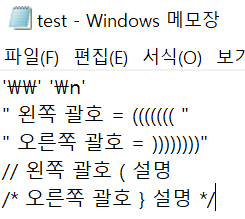 test - Windows 메모장
파일(F) 편집(E) 서식(O) 보기
'₩₩' '₩n'
" 왼쪽 괄호 = ((((((( "
" 오른쪽 괄호 = ))))))))"
// 왼쪽 괄호 ( 설명
/* 오른쪽 괄호 } 설명 */